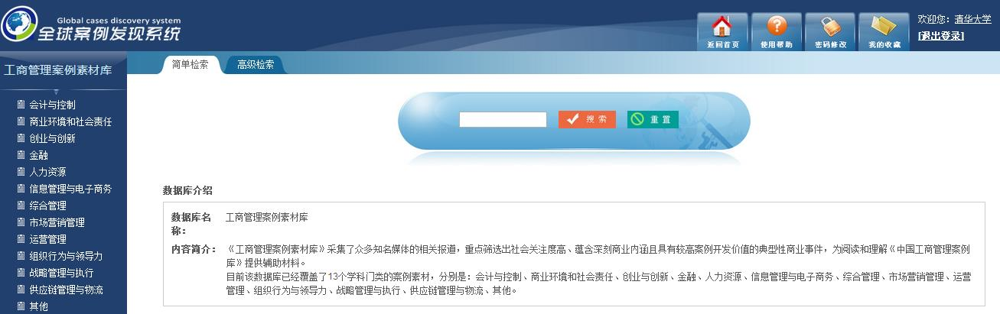 Global cases discovery system
全球案例发现系统
返回首页
使用帮助
密码修改
我的收藏
欢迎您：清华大学
[退出登录]
工商管理案例素材库
会计与控制
商业环境和社会责任
创业与创新
金融
人力资源
信息管理与电子商务
综合管理
市场营销管理
运营管理
组织行为与领导力
战略管理与执行
供应链管理与物流
其他
简单检索
高级检索
搜 索
重 置
数据库介绍
数据库名称：
工商管理案例素材库
内容简介：
《工商管理案例素材库》采集了众多知名媒体的相关报道，重点筛选出社会关注度高、蕴含深刻商业内涵且具有较高案例开发价值的典型性商业事件，为阅读和理解《中国工商管理案例
库》提供辅助材料。
目前该数据库已经覆盖了13个学科门类的案例素材，分别是：会计与控制、商业环境和社会责任、创业与创新、金融、人力资源、信息管理与电子商务、综合管理、市场营销管理、运营
管理、组织行为与领导力、战略管理与执行、供应链管理与物流、其他。